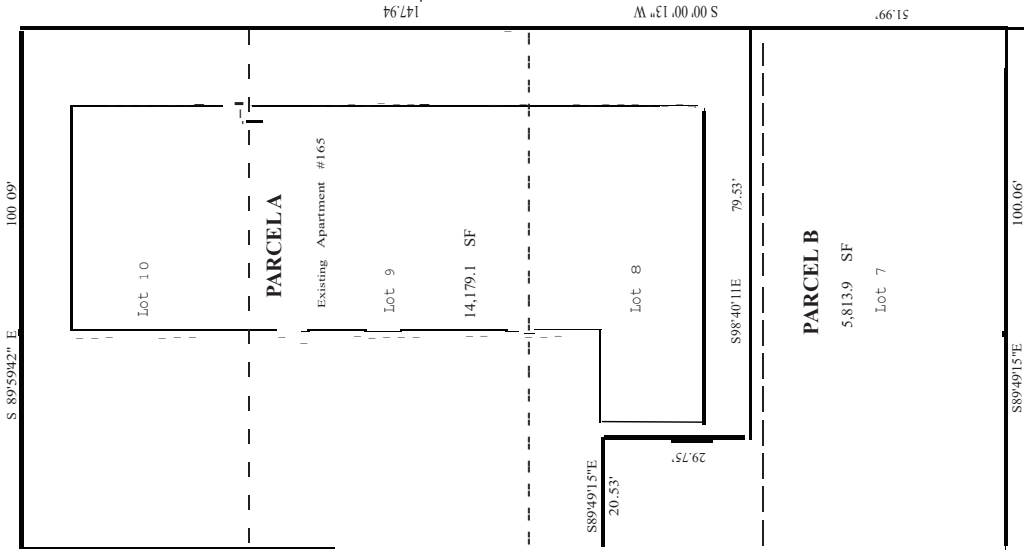 147.94
S 00'00'13" W
51.99'
S 89'59'42" E
100 09'
Lot 10
PARCEL A
Existing Apartment #165
Lot 9
14,179.1 SF
Lot 8
S98'40'11E
79.53'
PARCEL B
5,813.9 SF
Lot 7
S89'49'15"E
100.06'
S89'49'15"E
20.53'
29.75'